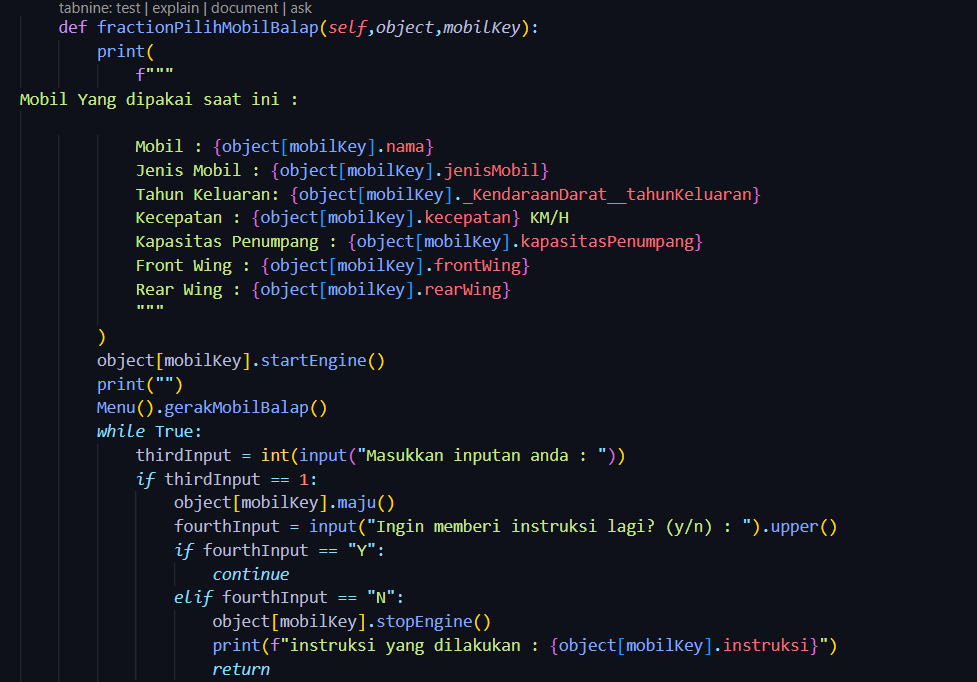 tabnine: test | explain | document | ask
def fractionPilihMobilBalap(self,object,mobilKey):
print(
f"""
Mobil Yang dipakai saat ini :
Mobil : {object[mobilKey].nama}
Jenis Mobil : {object[mobilKey].jenisMobil}
Tahun Keluaran: {object[mobilKey]._KendaraanDarat__tahunKeluaran}
Kecepatan : {object[mobilKey].kecepatan} KM/H
Kapasitas Penumpang : {object[mobilKey].kapasitasPenumpang}
Front Wing : {object[mobilKey].frontWing}
Rear Wing : {object[mobilKey].rearWing}
"""
)
object[mobilKey].startEngine()
print("")
Menu().gerakMobilBalap()
while True:
thirdInput = int(input("Masukkan inputan anda : "))
if thirdInput == 1:
object[mobilKey].maju()
fourthInput = input("Ingin memberi instruksi lagi? (y/n) : ").upper()
if fourthInput == "Y":
continue
elif fourthInput == "N":
object[mobilKey].stopEngine()
print(f"instruksi yang dilakukan : {object[mobilKey].instruksi}")
return